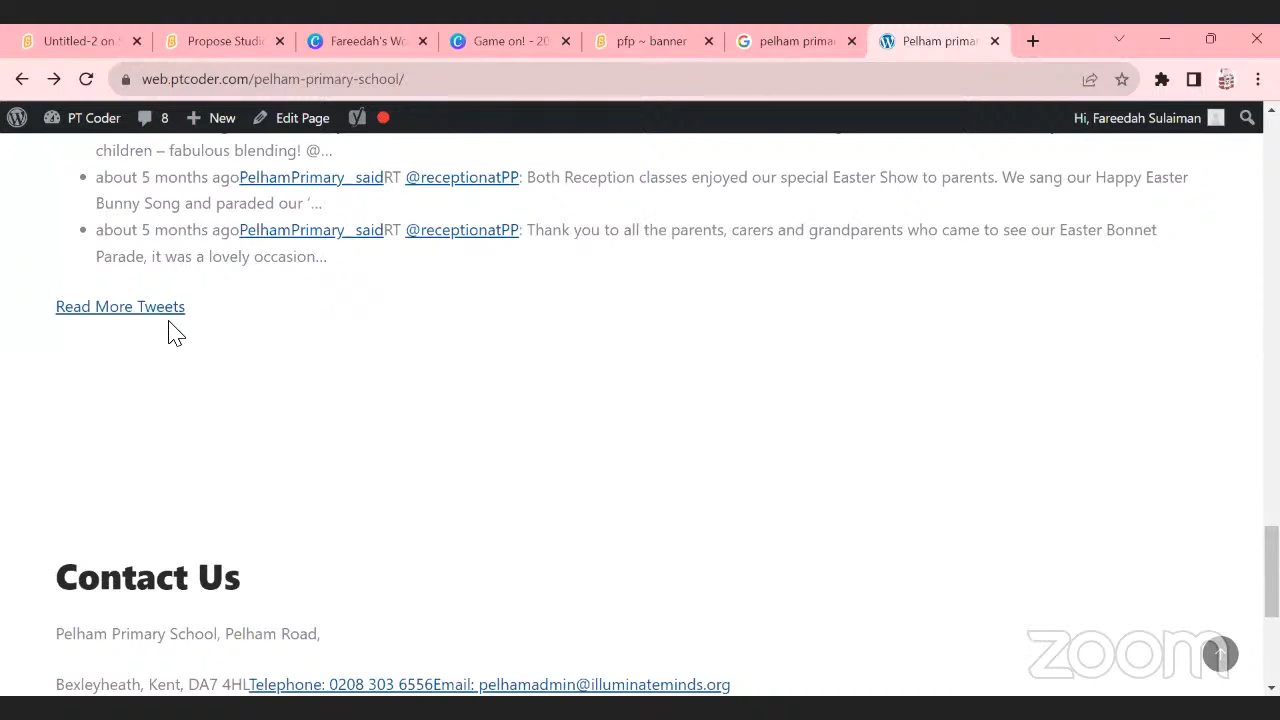 Untitled-2 on S
Propose Studio
Fareedah's Wo
Game on! - 20
pfp ~ banner
pelham prima
Pelham primar
web.ptcoder.com/pelham-primary-school/
PT Coder
8
New
Edit Page
Hi, Fareedah Sulaiman
children – fabulous blending! @…
about 5 months agoPelhamPrimary_ saidRT @receptionatPP: Both Reception classes enjoyed our special Easter Show to parents. We sang our Happy Easter
Bunny Song and paraded our ‘…
about 5 months agoPelhamPrimary_ saidRT @receptionatPP: Thank you to all the parents, carers and grandparents who came to see our Easter Bonnet
Parade, it was a lovely occasion…
Read More Tweets
Contact Us
Pelham Primary School, Pelham Road,
zoom
Bexleyheath, Kent, DA7 4HLTelephone: 0208 303 6556Email: pelhamadmin@illuminateminds.org